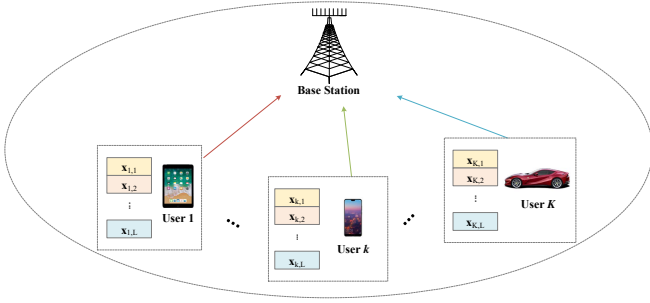 Base Station
x1,1
x1,2
⋮
x1,L
User 1
...
xk,1
xk,2
⋮
xk,L
User k
...
xK,1
xK,2
⋮
xK,L
User K